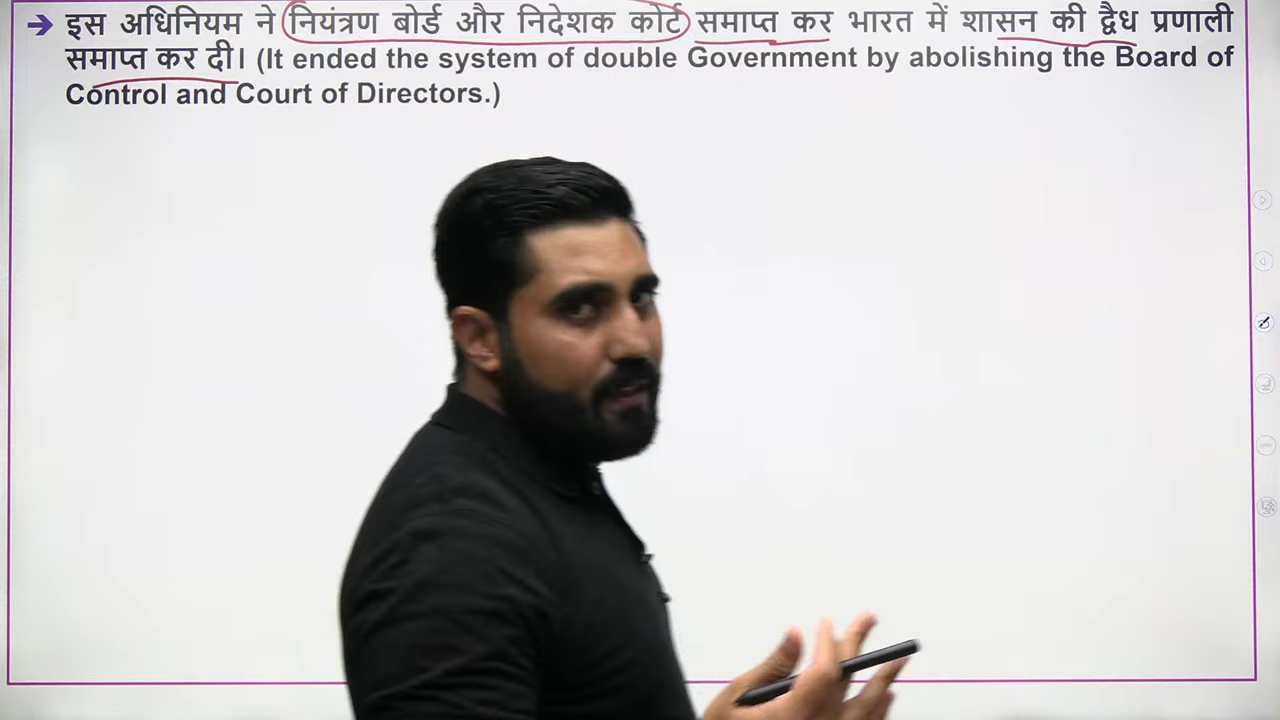 → इस अधिनियम ने नियंत्रण बोर्ड और निदेशक कोर्ट समाप्त कर भारत में शासन की द्वैध प्रणाली
समाप्त कर दी। (It ended the system of double Government by abolishing the Board of
Control and Court of Directors.)